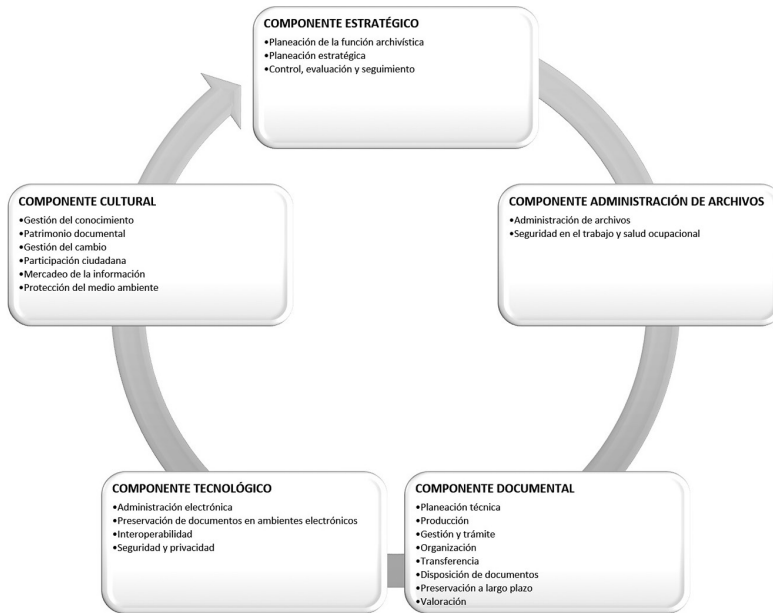 COMPONENTE ESTRATÉGICO
•Planeación de la función archivística
•Planeación estratégica
•Control, evaluación y seguimiento
COMPONENTE ADMINISTRACIÓN DE ARCHIVOS
•Administración de archivos
•Seguridad en el trabajo y salud ocupacional
COMPONENTE DOCUMENTAL
•Planeación técnica
•Producción
•Gestión y trámite
•Organización
•Transferencia
•Disposición de documentos
•Preservación a largo plazo
•Valoración
COMPONENTE TECNOLÓGICO
•Administración electrónica
•Preservación de documentos en ambientes electrónicos
•Interoperabilidad
•Seguridad y privacidad
COMPONENTE CULTURAL
•Gestión del conocimiento
•Patrimonio documental
•Gestión del cambio
•Participación ciudadana
•Mercadeo de la información
•Protección del medio ambiente